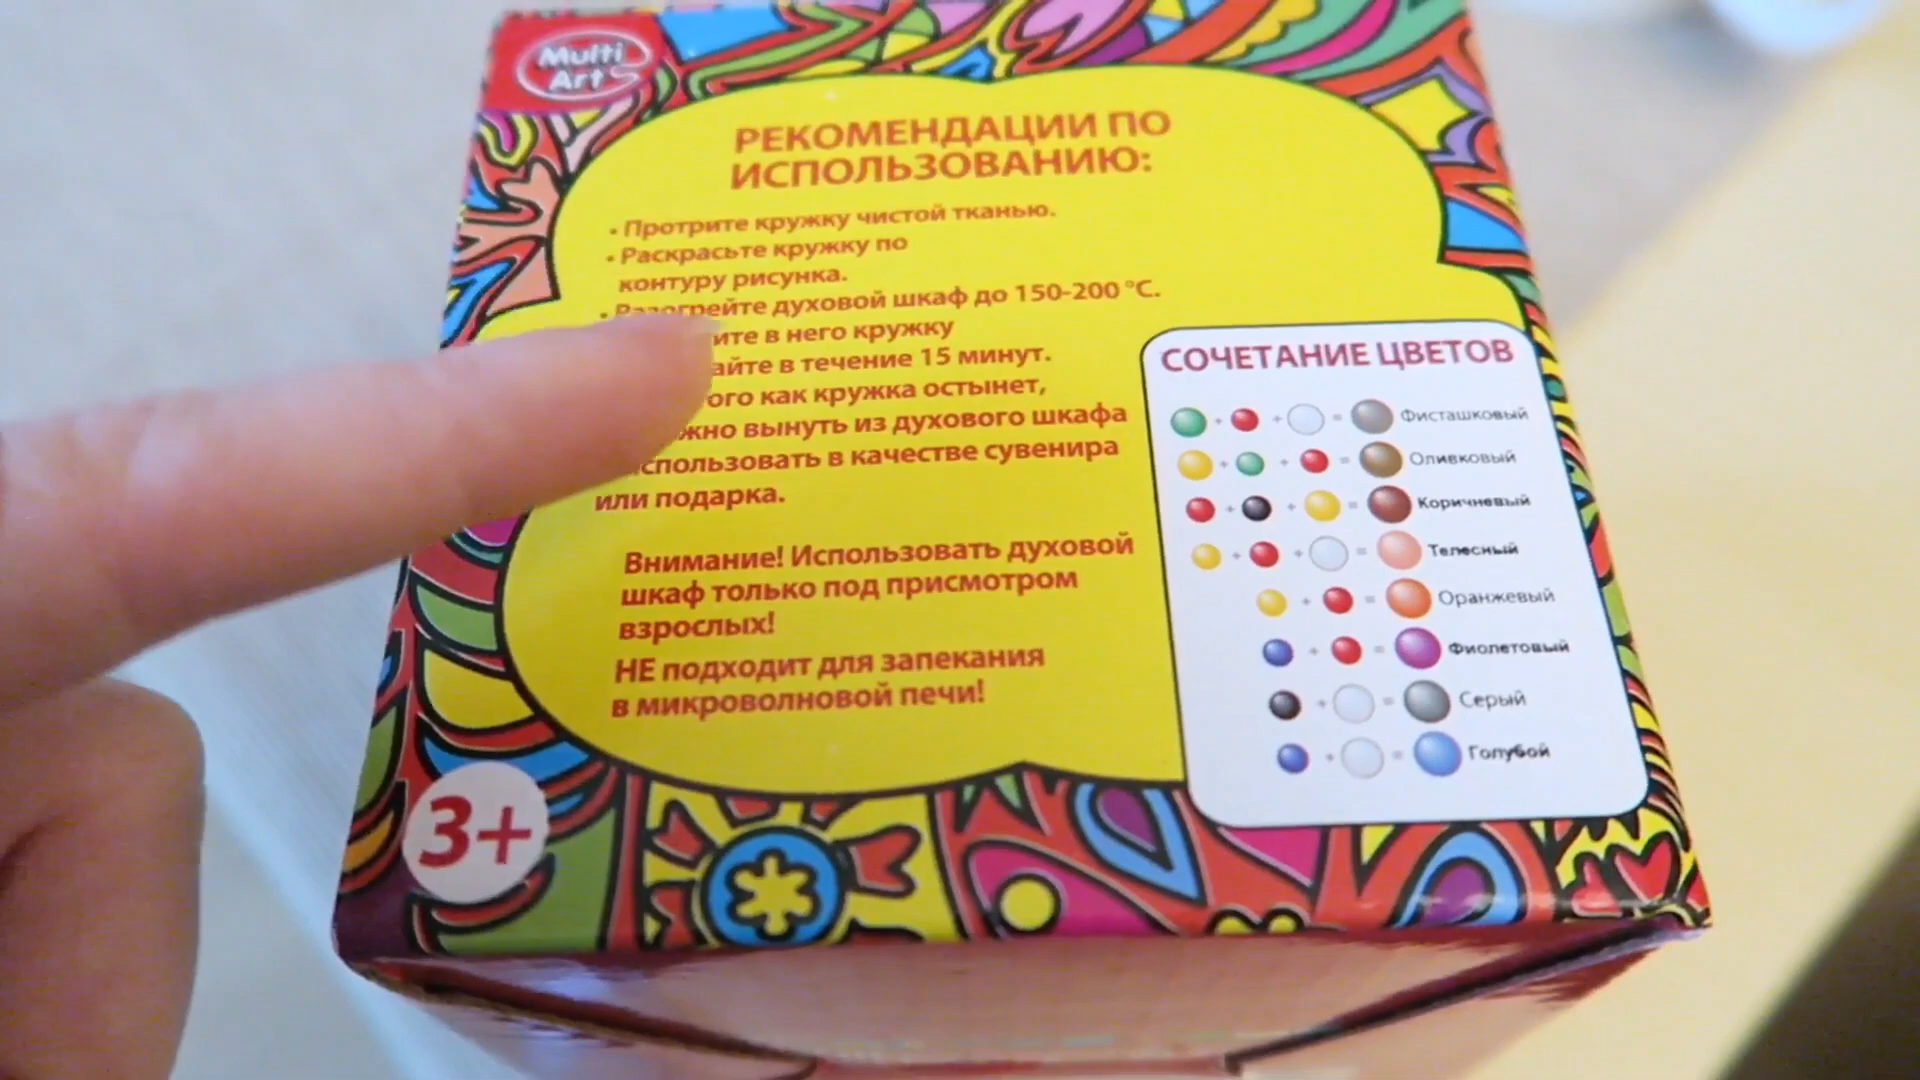 Multi
Art
РЕКОМЕНДАЦИИ ПО
ИСПОЛЬЗОВАНИЮ:
• Протрите кружку чистой тканью.
• Раскрасьте кружку по
контуру рисунка.
• Разогрейте духовой шкаф до 150-200 °C.
в него кружку
в течение 15 минут.
как кружка остынет,
вынуть из духового шкафа
использовать в качестве сувенира
или подарка.
Внимание! Использовать духовой
шкаф только под присмотром
взрослых!
НЕ подходит для запекания
в микроволновой печи!
3+
СОЧЕТАНИЕ ЦВЕТОВ
+ + = Фисташковый
+ + = Оливковый
+ + = Коричневый
+ + = Телесный
+ = Оранжевый
+ = Фиолетовый
+ = Серый
+ = Голубой